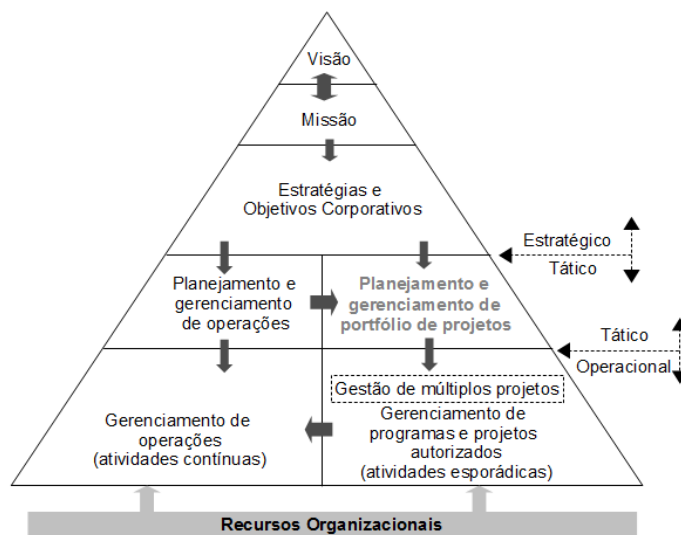 Visão
Missão
Estratégias e
Objetivos Corporativos
Estratégico
Tático
Planejamento e
gerenciamento
de operações
Planejamento e
gerenciamento de
portfólio de projetos
Tático
Operacional
Gerenciamento de
operações
(atividades contínuas)
Gestão de múltiplos projetos
Gerenciamento de
programas e projetos
autorizados
(atividades esporádicas)
Recursos Organizacionais